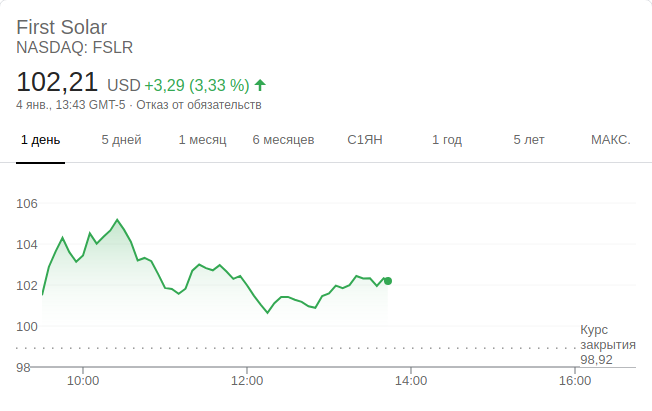 First Solar
NASDAQ: FSLR
102,21 USD +3,29 (3,33 %)
4 янв., 13:43 GMT-5 · Отказ от обязательств
1 день 5 дней 1 месяц 6 месяцев С1ЯН 1 год 5 лет МАКС.
106
104
102
100
Курс
закрытия
98,92
98
10:00 12:00 14:00 16:00